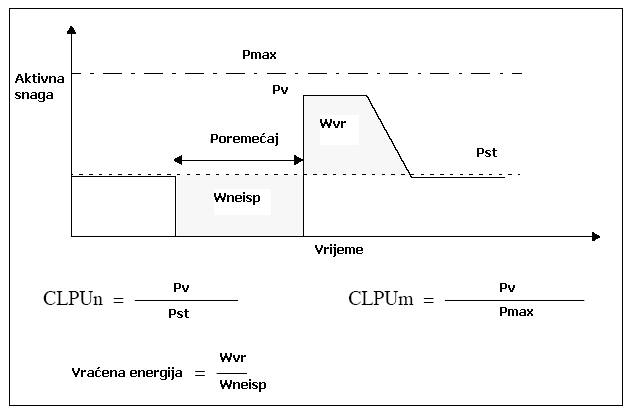 Pmax
Aktivna
snaga
Pv
Wvr
Poremećaj
Pst
Wneisp
Vrijeme
CLPUn = Pv / Pst
CLPUm = Pv / Pmax
Vraćena energija = Wvr / Wneisp